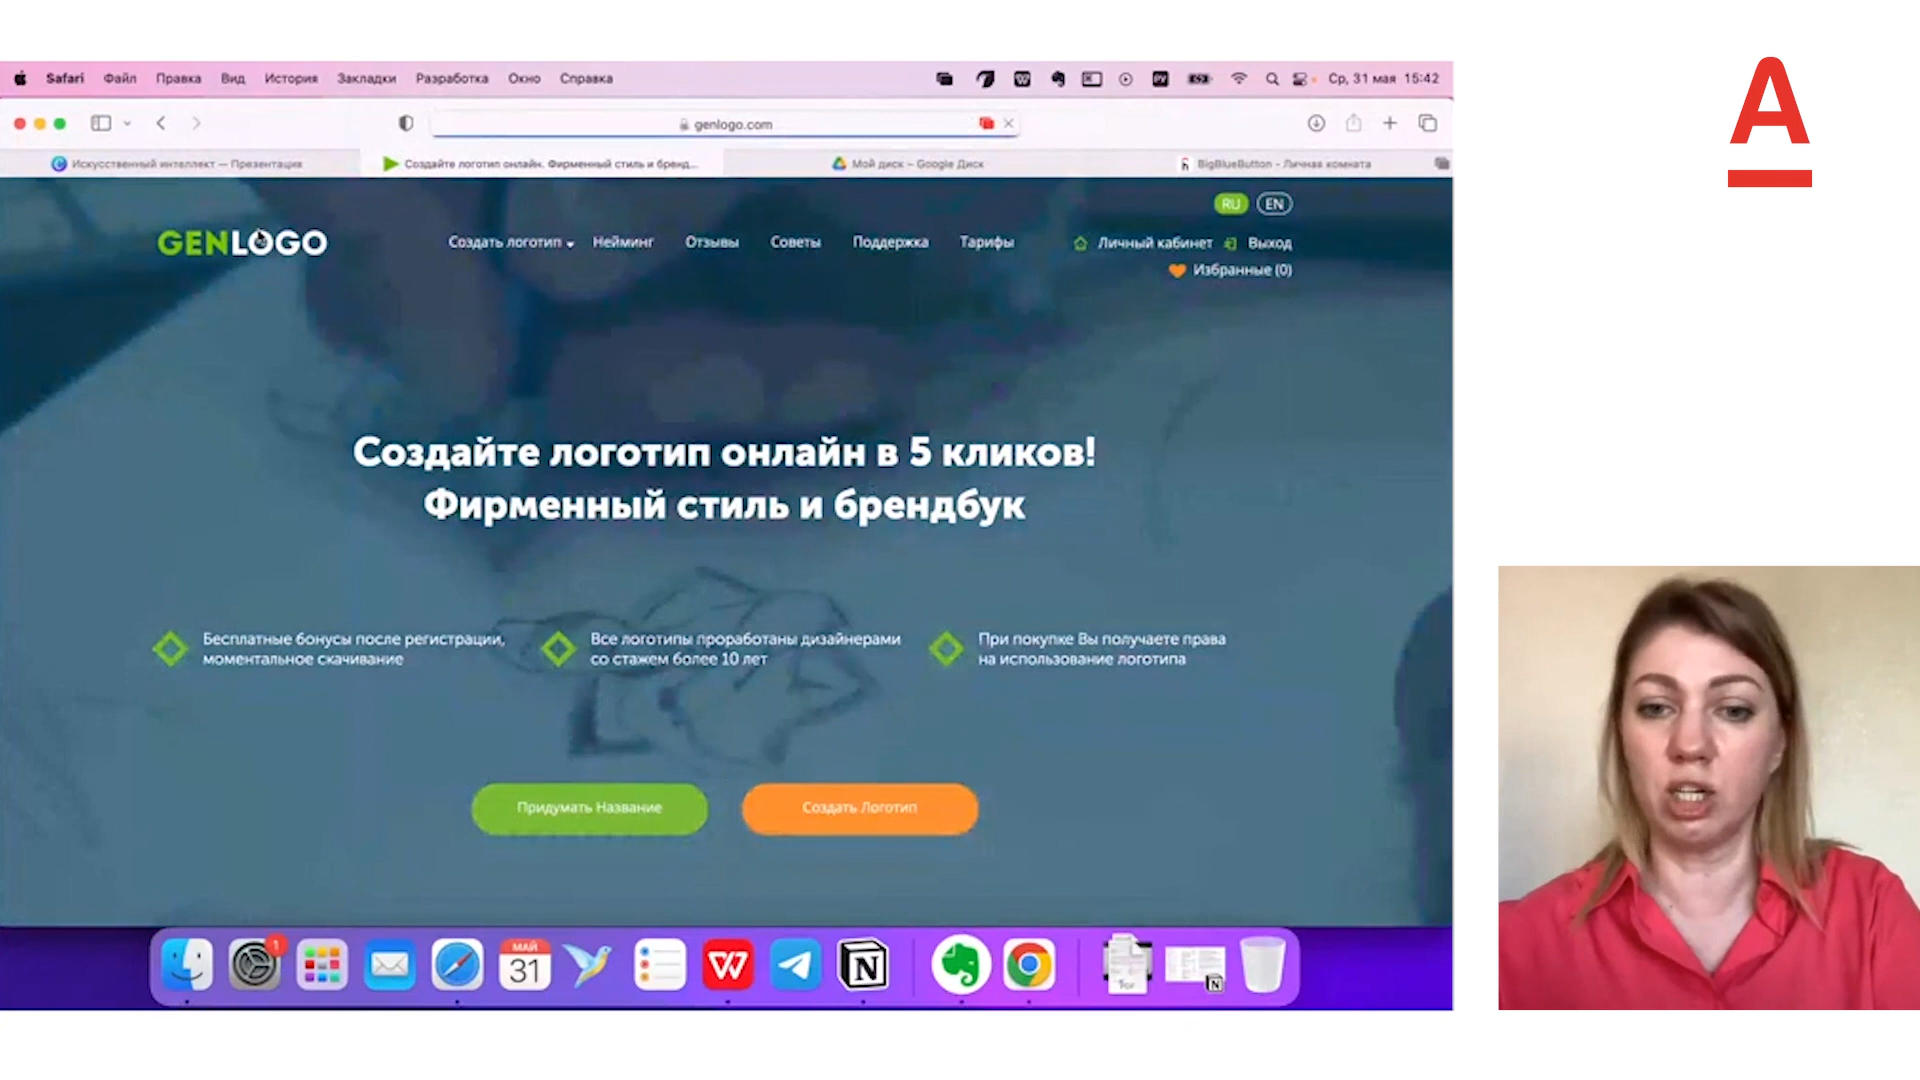 Safari Файл Правка Вид История Закладки Разработка Окно Справка
Ср, 31 мая 15:42
genlogo.com
Искусственный интеллект — Презентация
Создайте логотип онлайн. Фирменный стиль и бренд...
Мой диск – Google Диск
BigBlueButton - Личная комната
RU EN
GENLOGO
Создать логотип Нейминг Отзывы Советы Поддержка Тарифы
Личный кабинет Выход
Избранные (0)
Создайте логотип онлайн в 5 кликов!
Фирменный стиль и брендбук
Бесплатные бонусы после регистрации,
моментальное скачивание
Все логотипы проработаны дизайнерами
со стажем более 10 лет
При покупке Вы получаете права
на использование логотипа
Придумать Название
Создать Логотип
1
МАЙ
31
W
N
N
A